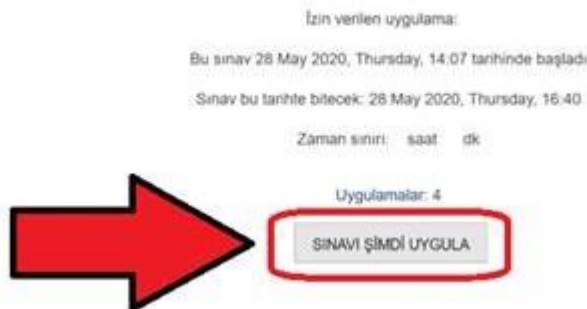 İzin verilen uygulama:
Bu sınav 28 May 2020, Thursday, 14:07 tarihinde başladı
Sınav bu tarihte bitecek: 28 May 2020, Thursday, 16:40
Zaman sınırı: saat dk
Uygulamalar: 4
SINAVI ŞİMDİ UYGULA